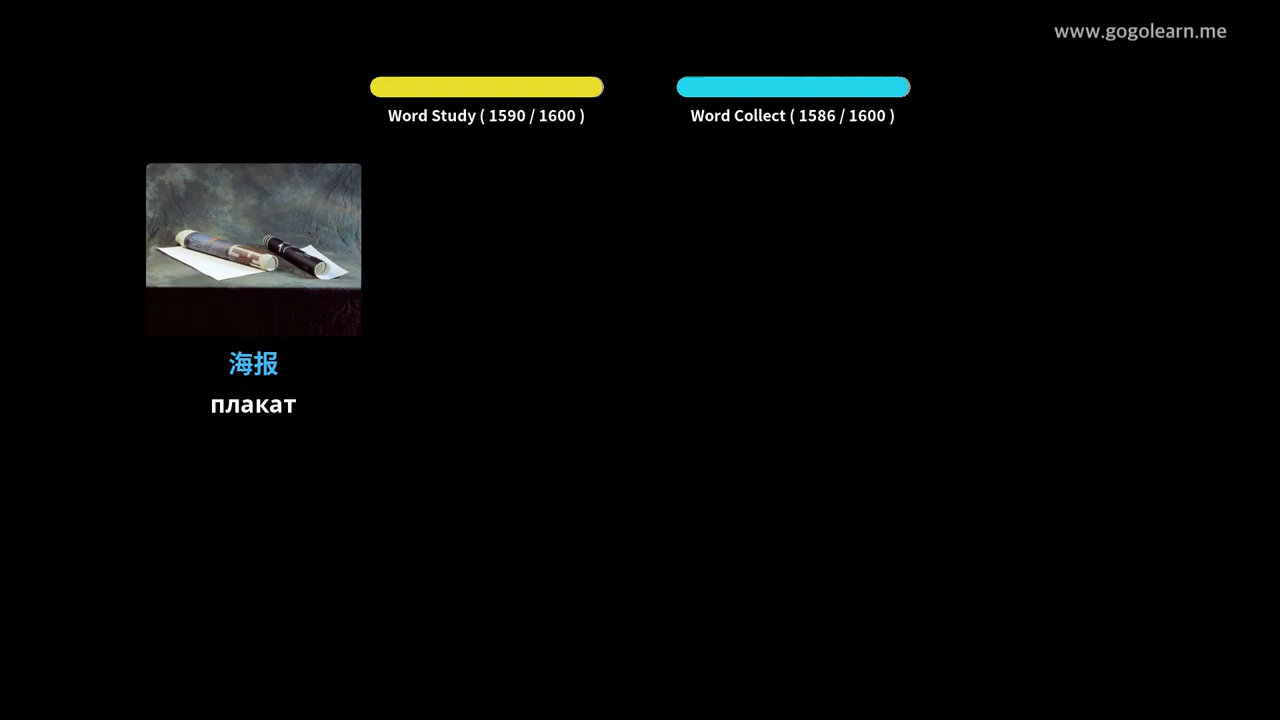 www.gogolearn.me
Word Study ( 1590 / 1600 )
Word Collect ( 1586 / 1600 )
海报
плакат